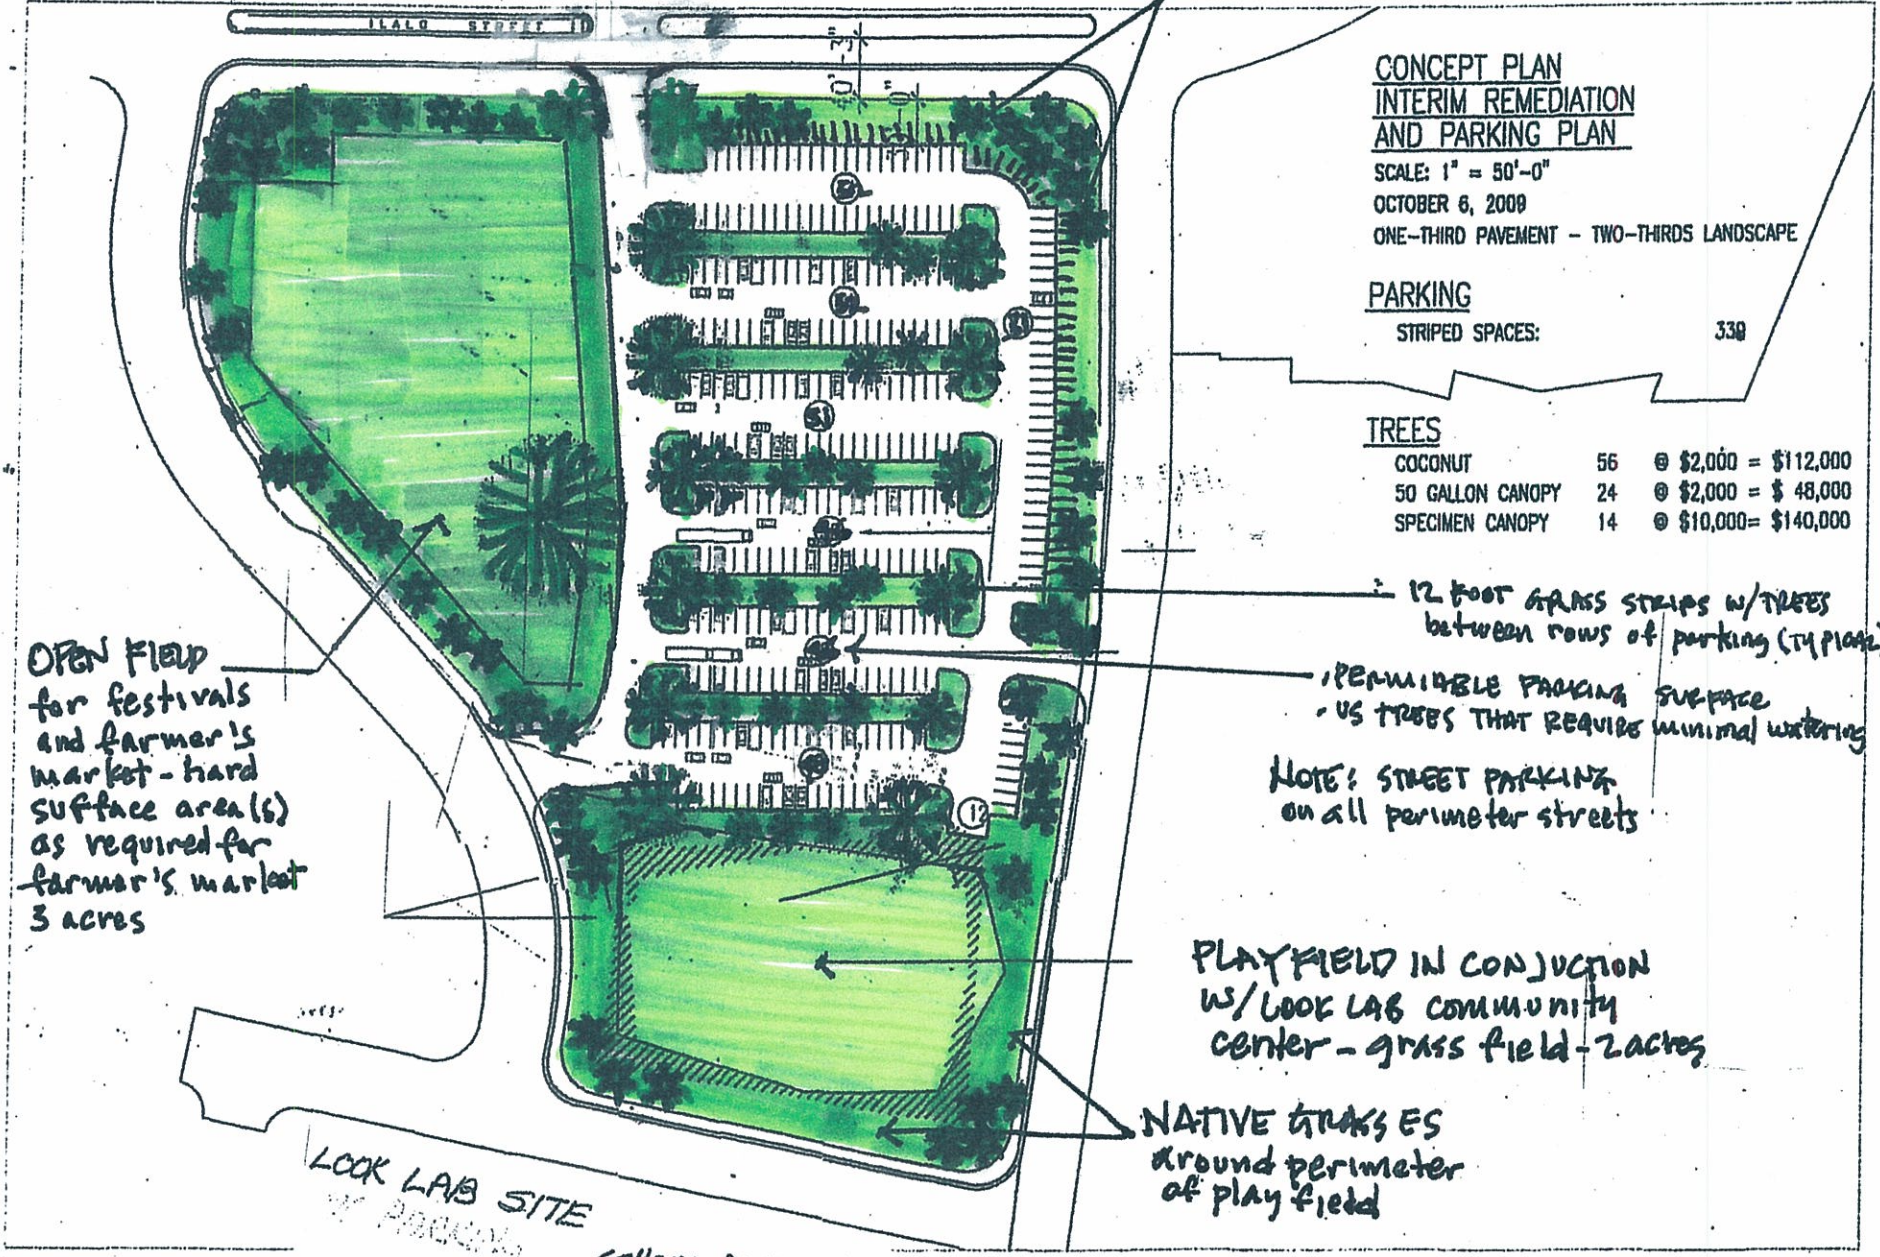 ILALO STREET
40'-3"
CONCEPT PLAN
INTERIM REMEDIATION
AND PARKING PLAN
SCALE: 1" = 50'-0"
OCTOBER 6, 2009
ONE-THIRD PAVEMENT - TWO-THIRDS LANDSCAPE
PARKING
STRIPED SPACES:
TREES
COCONUT 56 @ $2,000 = $112,000
50 GALLON CANOPY 24 @ $2,000 = $ 48,000
SPECIMEN CANOPY 14 @ $10,000= $140,000
12 FOOT GRASS STRIPS W/TREES
between rows of parking (TYPICAL)
OPEN FIELD
for festivals
and farmer's
market - hard
surface area(s)
as required for
farmer's market
3 acres
• PERMIABLE PARKING SURFACE
• US TREES THAT REQUIRE minimal watering
NOTE: STREET PARKING
on all perimeter streets
12
PLAYFIELD IN CONJUCTION
W/LOOK LAB community
center - grass field - 2 acres
NATIVE GRASSES
around perimeter
of play field
LOOK LAB SITE